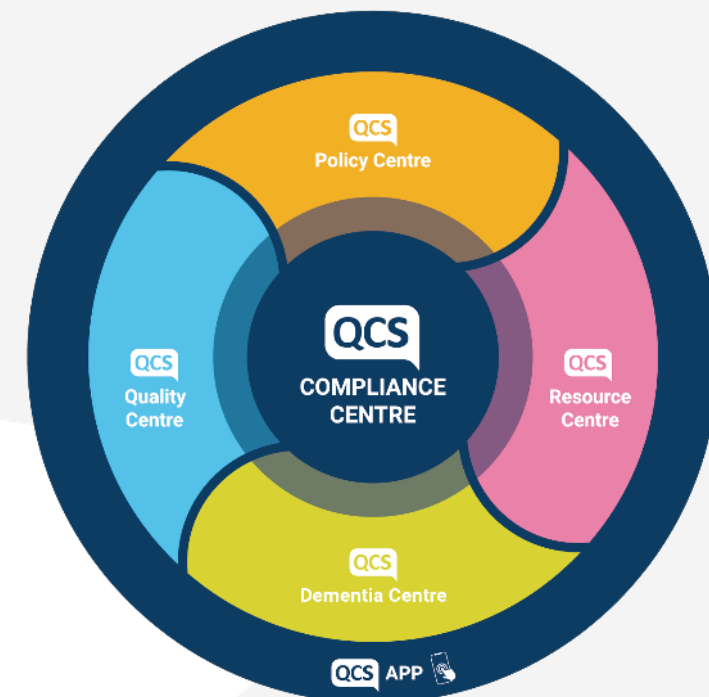 QCS
Policy Centre
QCS
Quality
Centre
QCS
COMPLIANCE
CENTRE
QCS
Resource
Centre
QCS
Dementia Centre
QCS APP